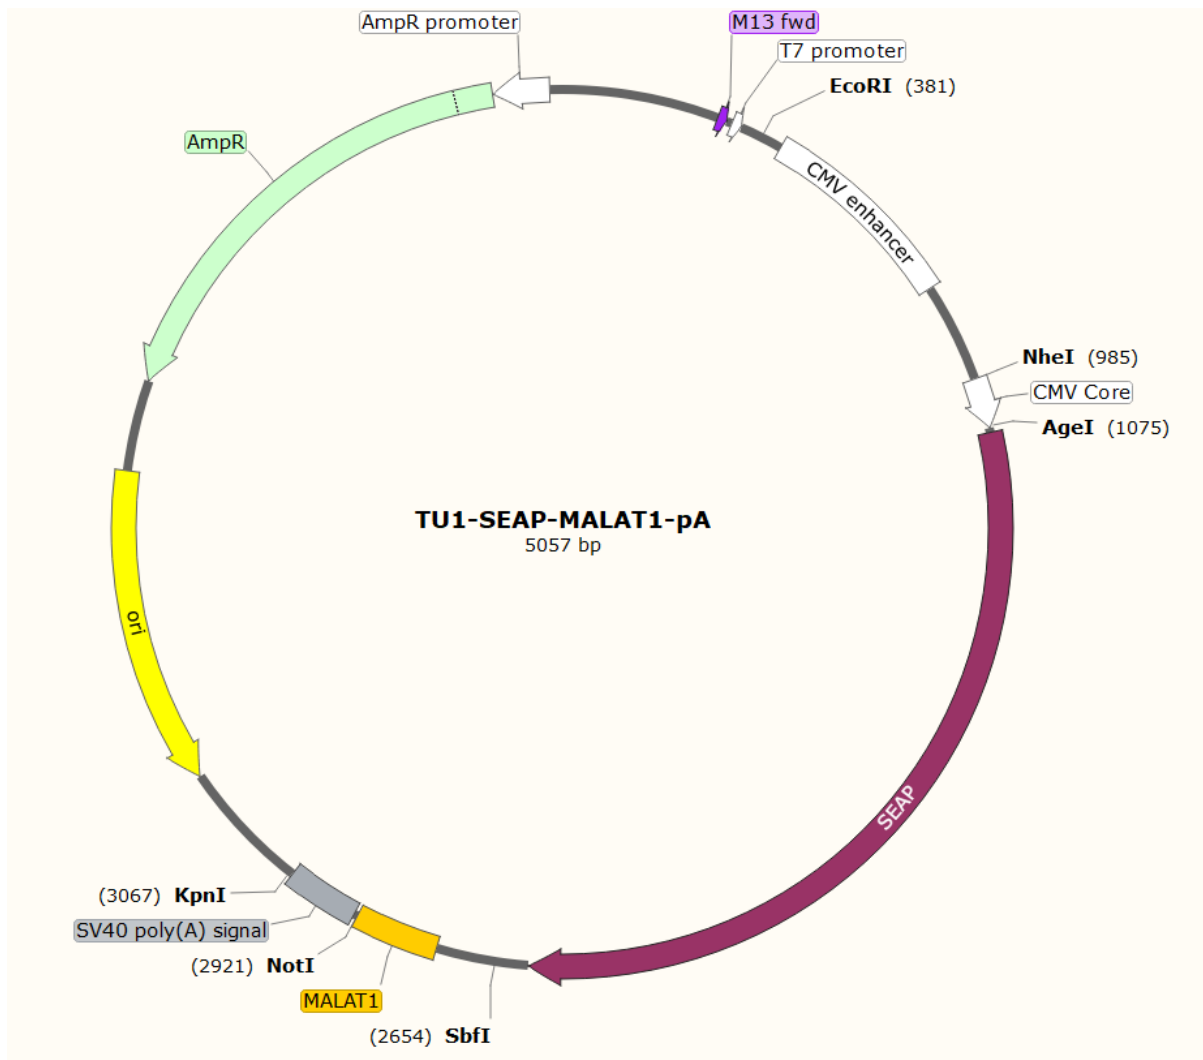 AmpR promoter
M13 fwd
T7 promoter
EcoRI (381)
AmpR
CMV enhancer
NheI (985)
CMV Core
AgeI (1075)
TU1-SEAP-MALAT1-pA
5057 bp
ori
SEAP
(3067) KpnI
SV40 poly(A) signal
(2921) NotI
MALAT1
(2654) SbfI